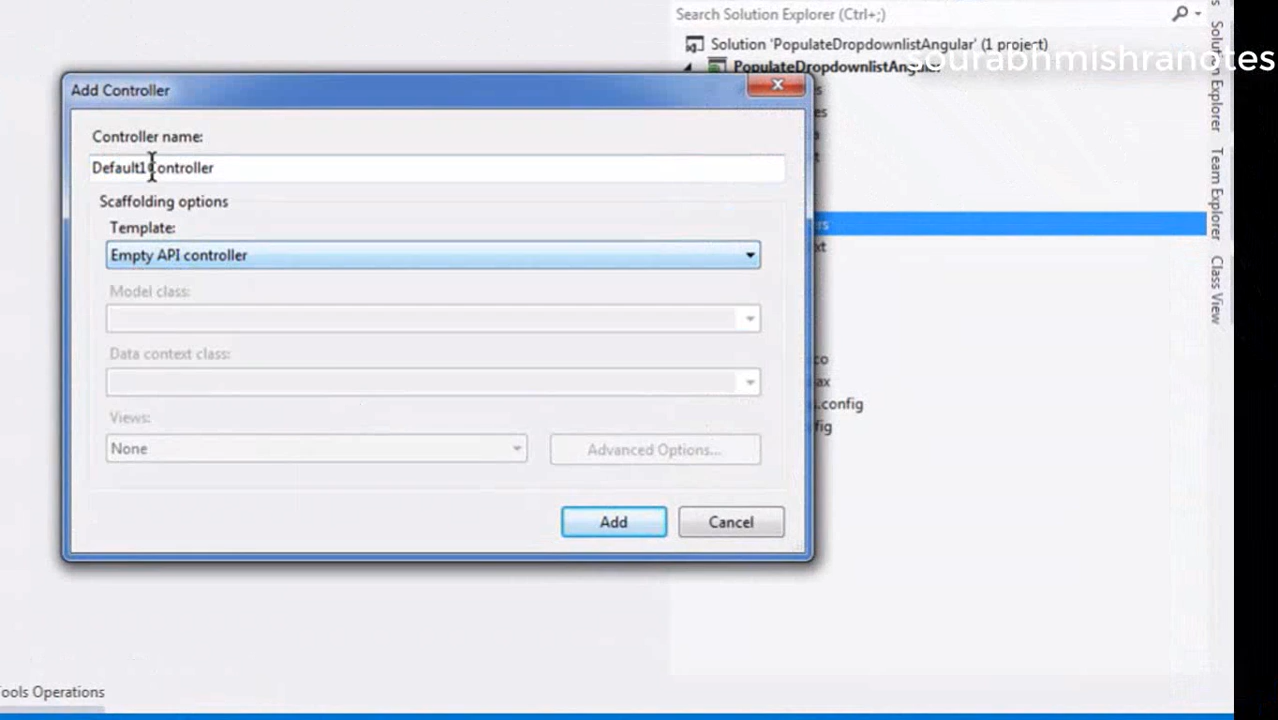 Search Solution Explorer (Ctrl+;)
Solution 'PopulateDropdownlistAngular' (1 project)
PopulateDropdownlistAngular
sourabhmishranotes
Add Controller
Controller name:
Default1Controller
Scaffolding options
Template:
Empty API controller
Model class:
Data context class:
Views:
None
Advanced Options...
Add
Cancel
.config
Solution Explorer
Team Explorer
Class View
ools Operations